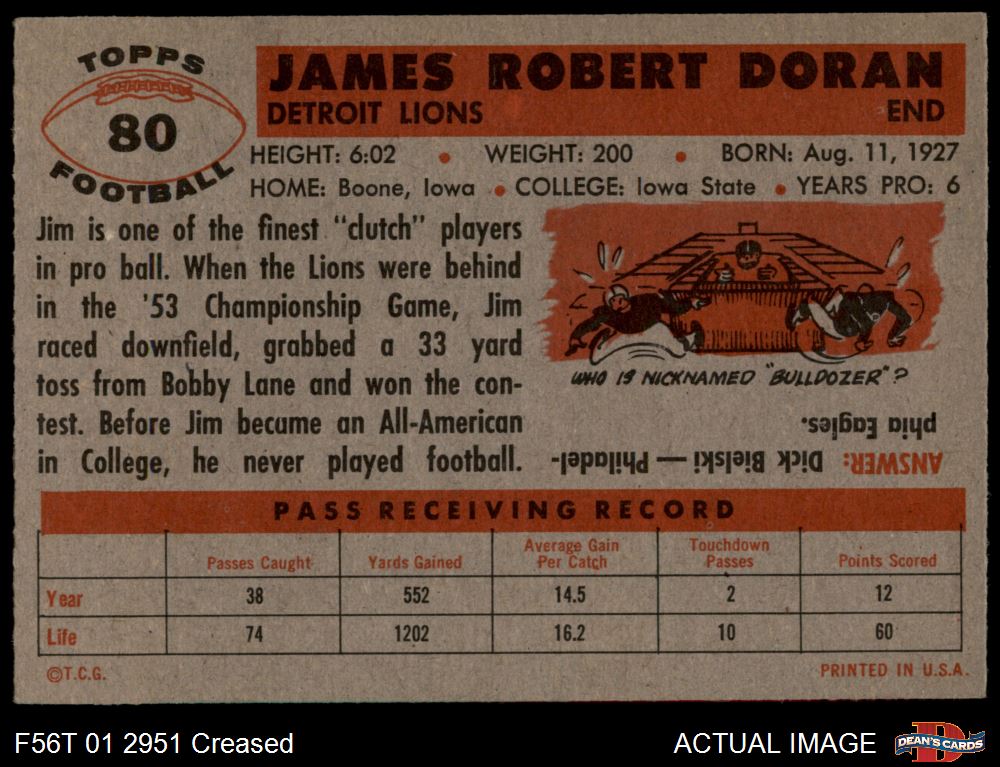 TOPPS
80
FOOTBALL
JAMES ROBERT DORAN
DETROIT LIONS END
HEIGHT: 6:02 • WEIGHT: 200 • BORN: Aug. 11, 1927
HOME: Boone, Iowa • COLLEGE: Iowa State • YEARS PRO: 6
Jim is one of the finest "clutch" players
in pro ball. When the Lions were behind
in the '53 Championship Game, Jim
raced downfield, grabbed a 33 yard
toss from Bobby Lane and won the con-
test. Before Jim became an All-American
in College, he never played football.
WHO IS NICKNAMED "BULLDOZER"?
ANSWER: Dick Bielski — Philadel-
phia Eagles.
PASS RECEIVING RECORD
Passes Caught Yards Gained Average Gain Per Catch Touchdown Passes Points Scored
Year 38 552 14.5 2 12
Life 74 1202 16.2 10 60
©T.C.G. PRINTED IN U.S.A.
F56T 01 2951 Creased ACTUAL IMAGE D DEAN'S CARDS